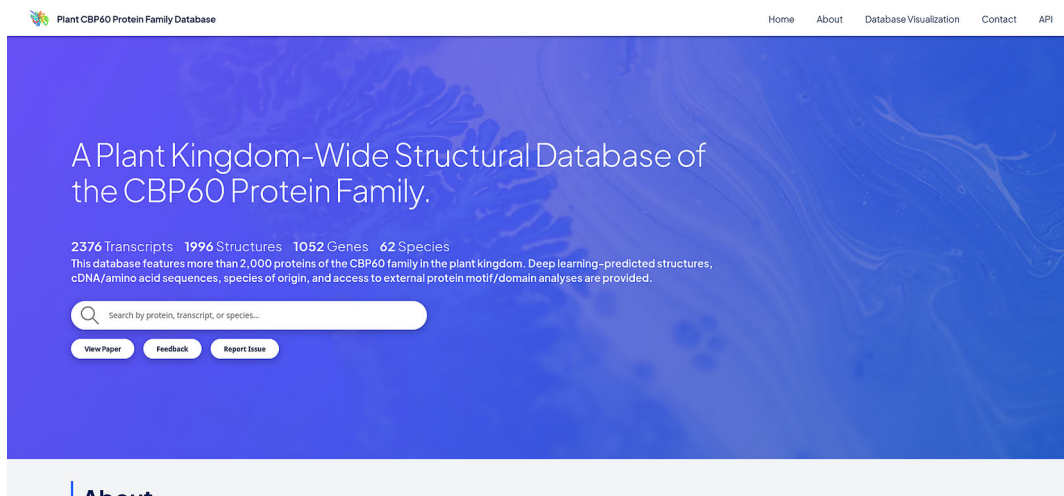 Plant CBP60 Protein Family Database
Home About Database Visualization Contact API
A Plant Kingdom-Wide Structural Database of
the CBP60 Protein Family.
2376 Transcripts 1996 Structures 1052 Genes 62 Species
This database features more than 2,000 proteins of the CBP60 family in the plant kingdom. Deep learning-predicted structures,
cDNA/amino acid sequences, species of origin, and access to external protein motif/domain analyses are provided.
Search by protein, transcript, or species...
View Paper Feedback Report Issue
About